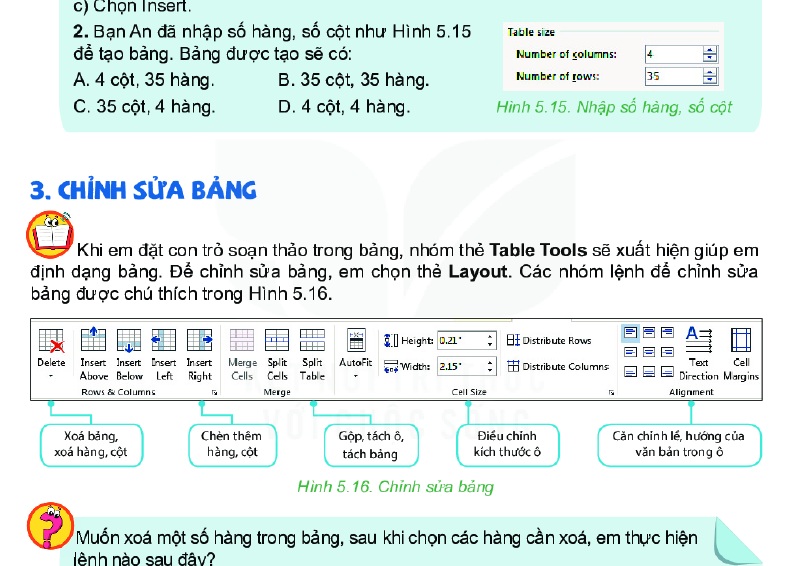 c) Chọn Insert.
2. Bạn An đã nhập số hàng, số cột như Hình 5.15
để tạo bảng. Bảng được tạo sẽ có:
A. 4 cột, 35 hàng. B. 35 cột, 35 hàng.
C. 35 cột, 4 hàng. D. 4 cột, 4 hàng.
Table size
Number of columns: 4
Number of rows: 35
Hình 5.15. Nhập số hàng, số cột
3. CHỈNH SỬA BẢNG
Khi em đặt con trỏ soạn thảo trong bảng, nhóm thẻ Table Tools sẽ xuất hiện giúp em
định dạng bảng. Để chỉnh sửa bảng, em chọn thẻ Layout. Các nhóm lệnh để chỉnh sửa
bảng được chú thích trong Hình 5.16.
Delete
Insert Above
Insert Below
Insert Left
Insert Right
Rows & Columns
Merge Cells
Split Cells
Split Table
Merge
AutoFit
Height: 0.21"
Width: 2.15"
Distribute Rows
Distribute Columns
Cell Size
Text Direction
Cell Margins
Alignment
Xoá bảng,
xoá hàng, cột
Chèn thêm
hàng, cột
Gộp, tách ô,
tách bảng
Điều chỉnh
kích thước ô
Căn chỉnh lề, hướng của
văn bản trong ô
Hình 5.16. Chỉnh sửa bảng
Muốn xoá một số hàng trong bảng, sau khi chọn các hàng cần xoá, em thực hiện
lệnh nào sau đây?